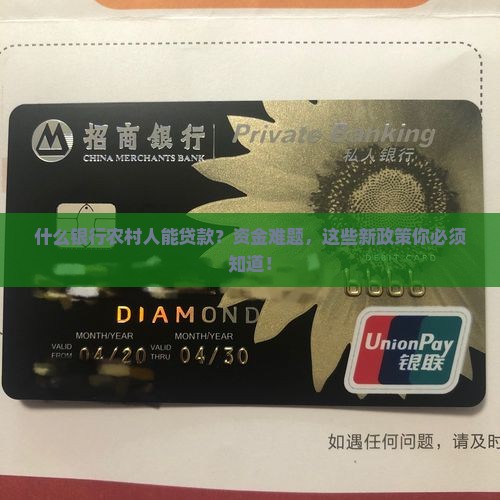 招商银行
CHINA MERCHANTS BANK
Private Banking
私人银行
什么银行农村人能贷款？资金难题，这些新政策你必须
知道！
DEBIT CARD
DIAMOND
MONTH/YEAR MONTH/YEAR
VALID FROM 04/20 VALID THRU 04/30
UnionPay
银联
如遇任何问题，请及时